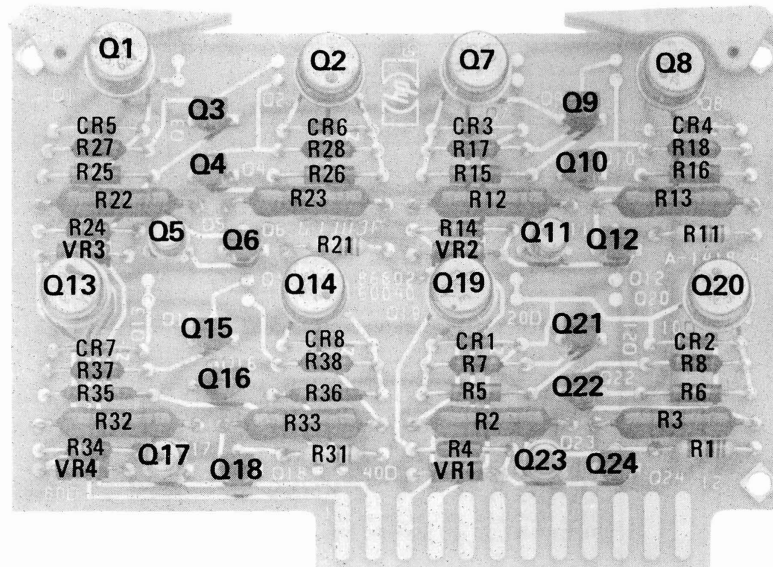 Q1 Q2 Q7 Q8
Q3 Q9
CR5 CR6 CR3 CR4
R27 R28 R17 R18
Q4 Q10
R25 R26 R15 R16
R22 R23 R12 R13
R24 Q5 Q6 R21 R14 Q11 Q12 R11
VR3 VR2
Q13 Q14 Q19 Q20
Q15 Q21
CR7 CR8 CR1 CR2
R37 R38 R7 R8
Q16 Q22
R35 R36 R5 R6
R32 R33 R2 R3
R34 R31 R4 R1
VR4 Q17 Q18 VR1 Q23 Q24